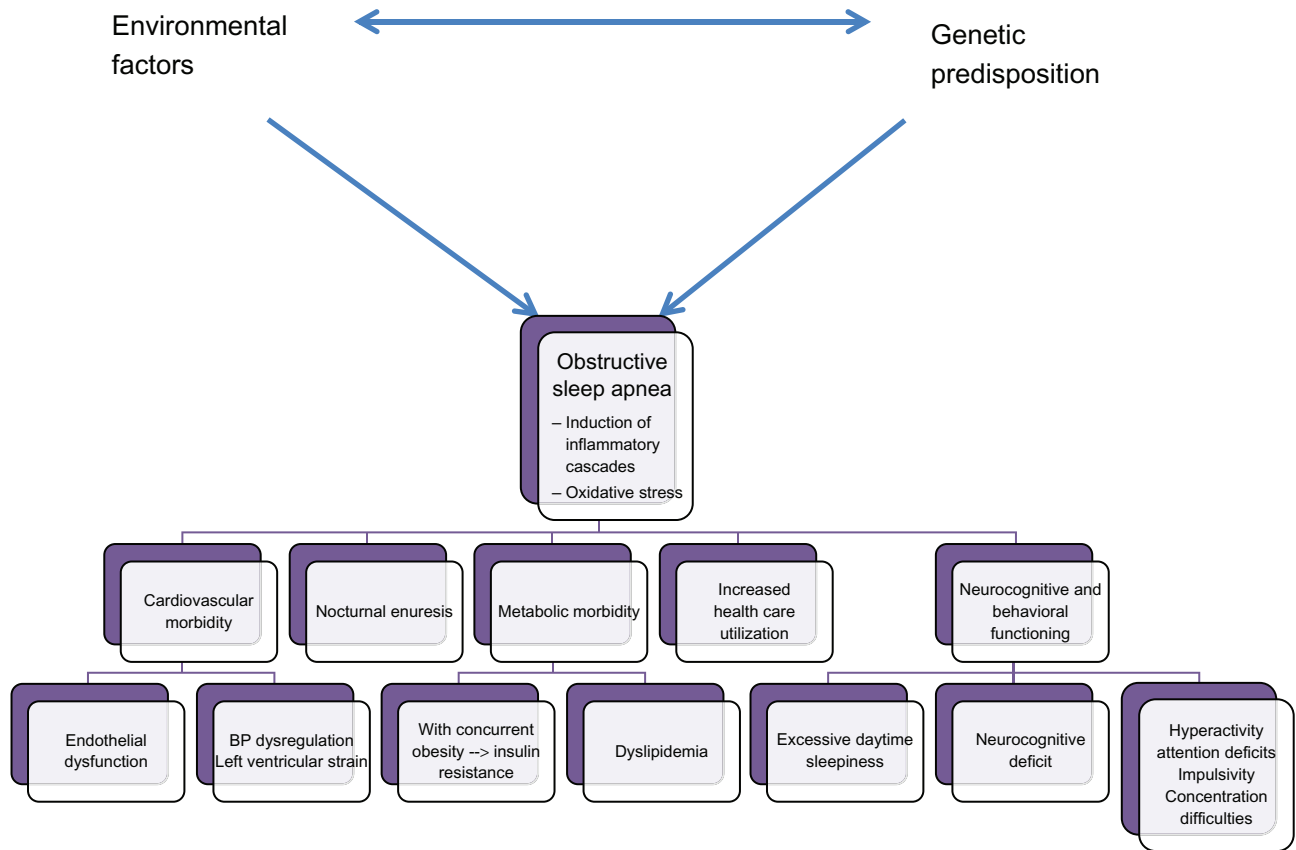 Environmental
factors
Genetic
predisposition
Obstructive
sleep apnea
– Induction of
inflammatory
cascades
– Oxidative stress
Cardiovascular
morbidity
Nocturnal enuresis
Metabolic morbidity
Increased
health care
utilization
Neurocognitive and
behavioral
functioning
Endothelial
dysfunction
BP dysregulation
Left ventricular strain
With concurrent
obesity --> insulin
resistance
Dyslipidemia
Excessive daytime
sleepiness
Neurocognitive
deficit
Hyperactivity
attention deficits
Impulsivity
Concentration
difficulties